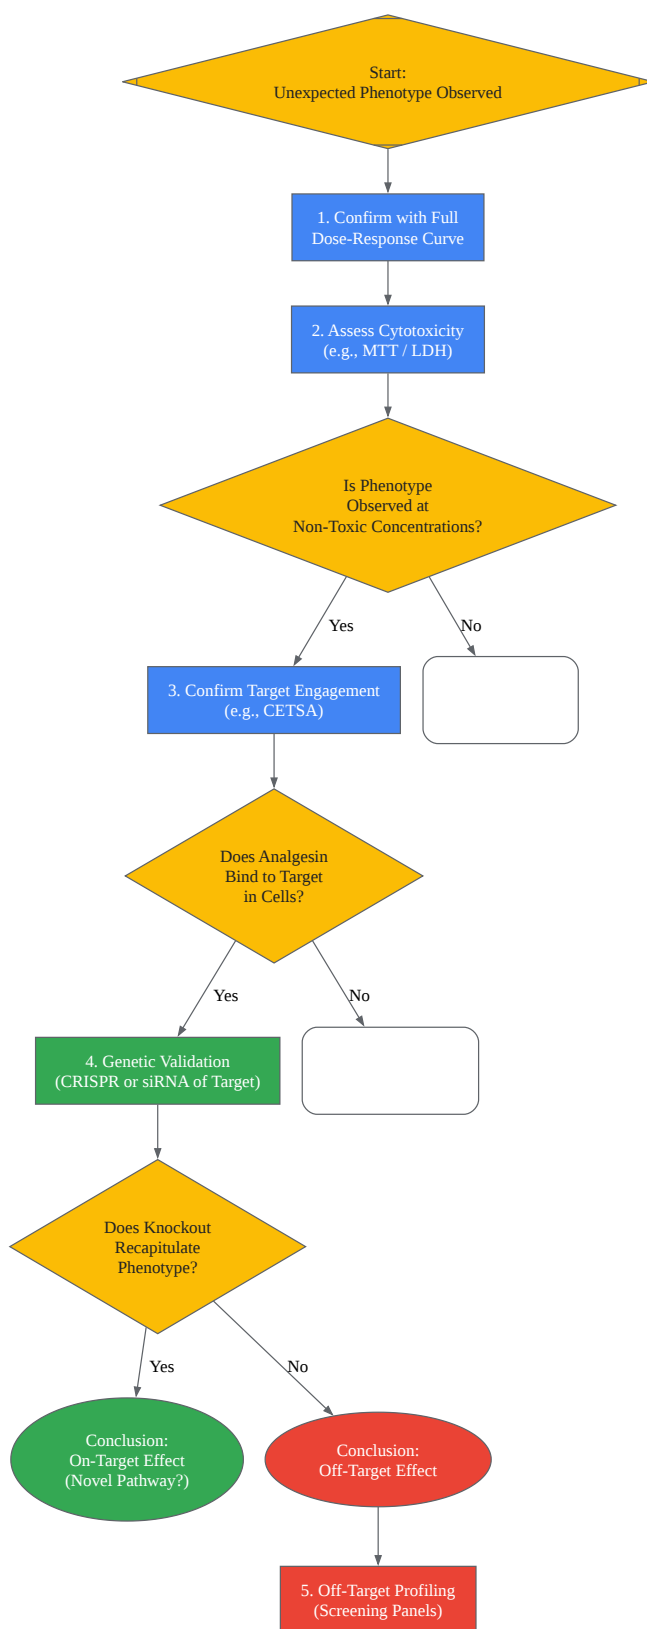 Start:
Unexpected Phenotype Observed
1. Confirm with Full
Dose-Response Curve
2. Assess Cytotoxicity
(e.g., MTT / LDH)
Is Phenotype
Observed at
Non-Toxic Concentrations?
Yes
No
3. Confirm Target Engagement
(e.g., CETSA)
Does Analgesin
Bind to Target
in Cells?
Yes
No
4. Genetic Validation
(CRISPR or siRNA of Target)
Does Knockout
Recapitulate
Phenotype?
Yes
No
Conclusion:
On-Target Effect
(Novel Pathway?)
Conclusion:
Off-Target Effect
5. Off-Target Profiling
(Screening Panels)